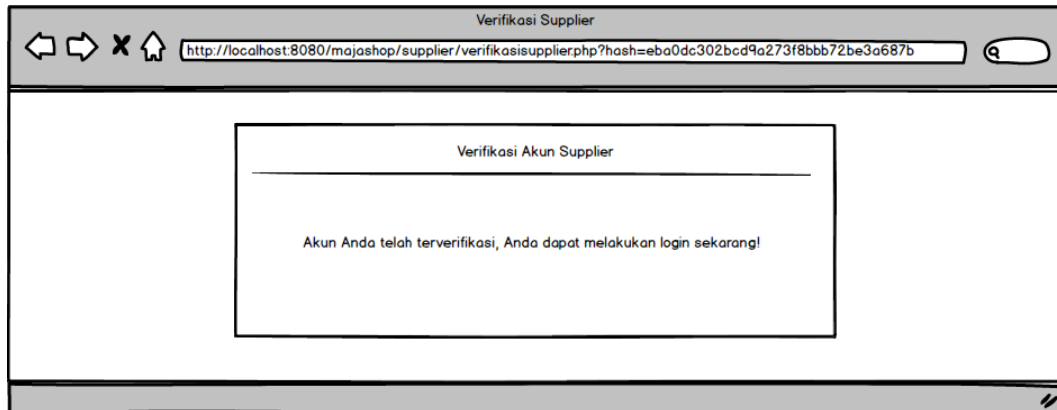 Verifikasi Supplier
http://localhost:8080/majashop/supplier/verifikasisupplier.php?hash=eba0dc302bcd9a273f8bbb72be3a687b
Verifikasi Akun Supplier
Akun Anda telah terverifikasi, Anda dapat melakukan login sekarang!